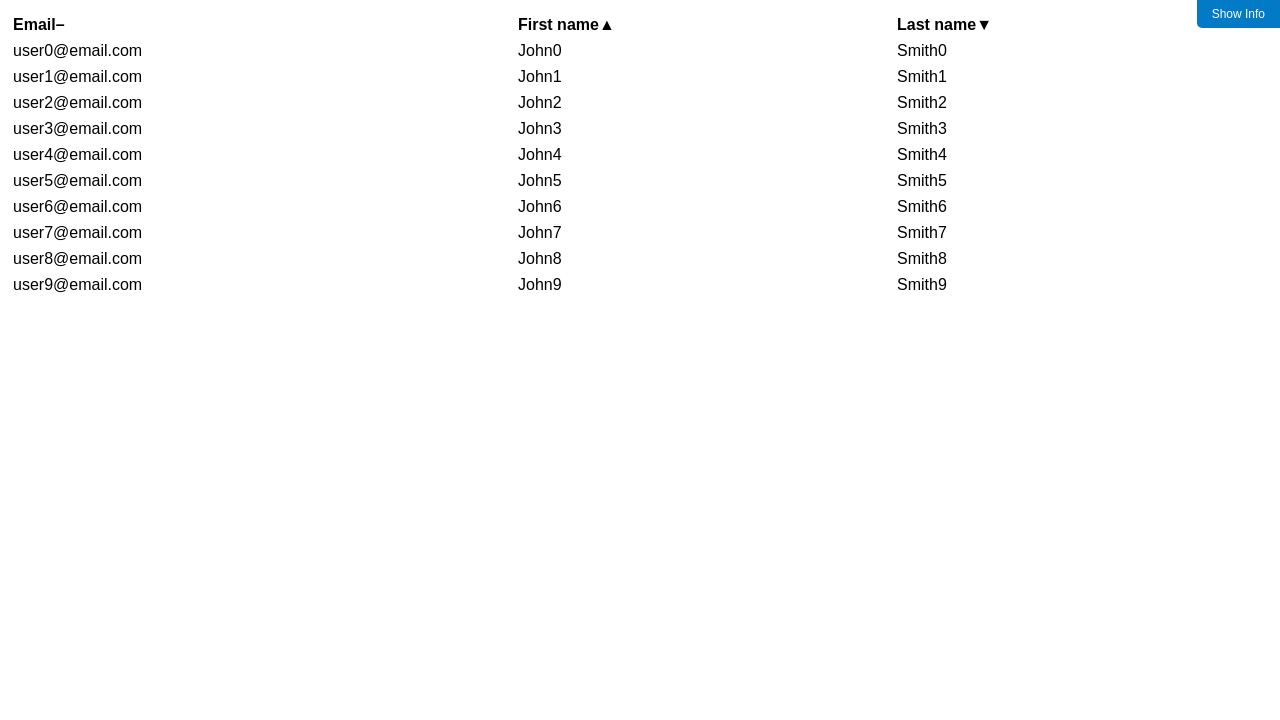 Show Info
Email– First name▲ Last name▼
user0@email.com John0 Smith0
user1@email.com John1 Smith1
user2@email.com John2 Smith2
user3@email.com John3 Smith3
user4@email.com John4 Smith4
user5@email.com John5 Smith5
user6@email.com John6 Smith6
user7@email.com John7 Smith7
user8@email.com John8 Smith8
user9@email.com John9 Smith9